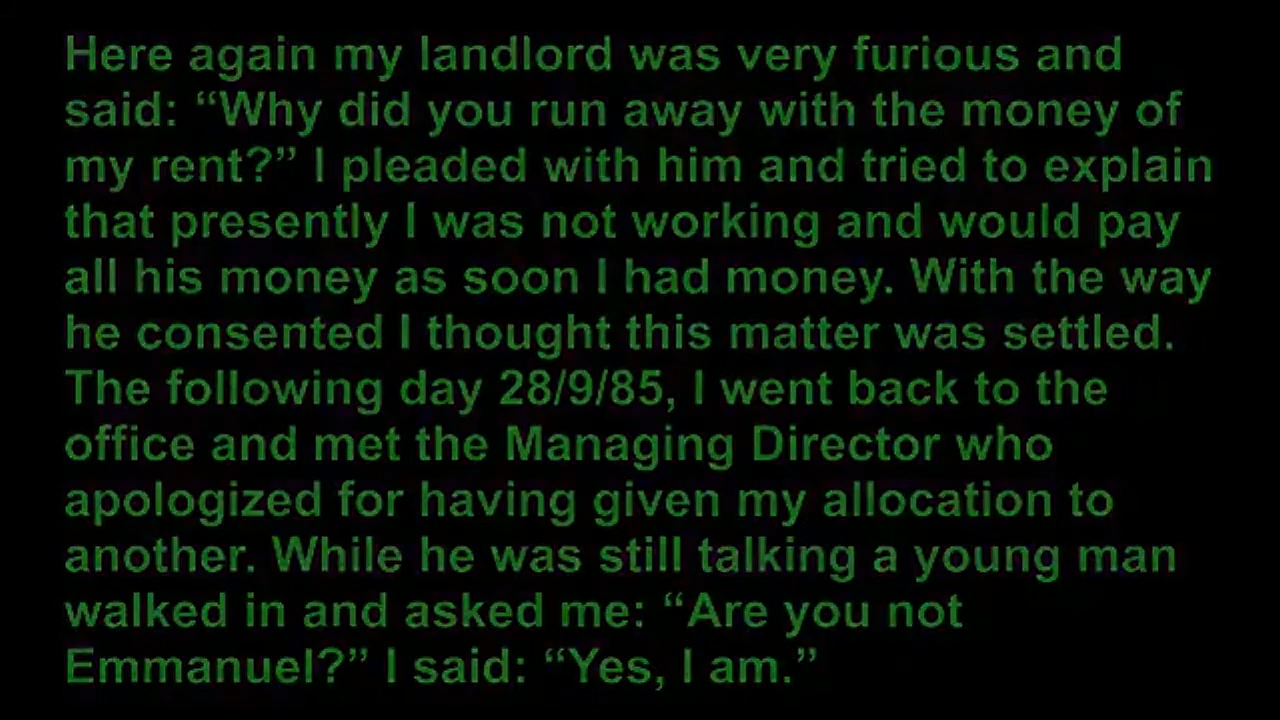 Here again my landlord was very furious and
said: “Why did you run away with the money of
my rent?” I pleaded with him and tried to explain
that presently I was not working and would pay
all his money as soon I had money. With the way
he consented I thought this matter was settled.
The following day 28/9/85, I went back to the
office and met the Managing Director who
apologized for having given my allocation to
another. While he was still talking a young man
walked in and asked me: “Are you not
Emmanuel?” I said: “Yes, I am.”